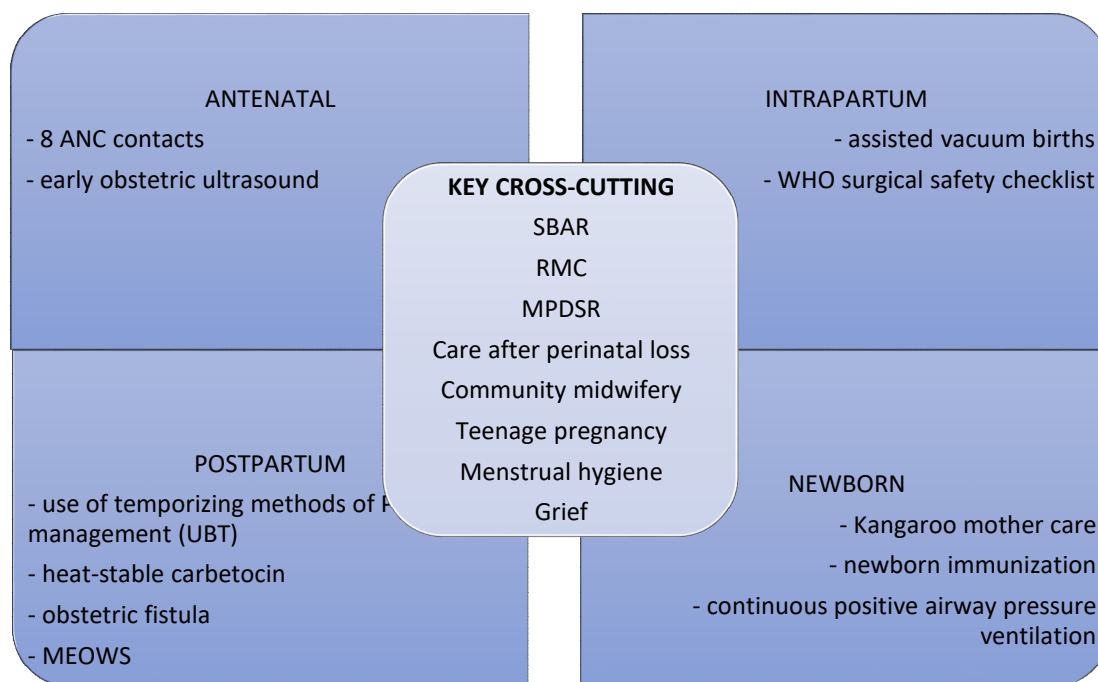 ANTENATAL
- 8 ANC contacts
- early obstetric ultrasound
INTRAPARTUM
- assisted vacuum births
- WHO surgical safety checklist
KEY CROSS-CUTTING
SBAR
RMC
MPDSR
Care after perinatal loss
Community midwifery
Teenage pregnancy
Menstrual hygiene
Grief
POSTPARTUM
- use of temporizing methods of
management (UBT)
- heat-stable carbetocin
- obstetric fistula
- MEOWS
NEWBORN
- Kangaroo mother care
- newborn immunization
- continuous positive airway pressure
ventilation